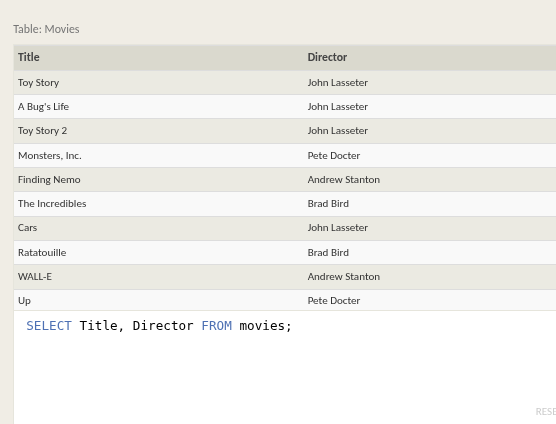 Table: Movies
Title Director
Toy Story John Lasseter
A Bug's Life John Lasseter
Toy Story 2 John Lasseter
Monsters, Inc. Pete Docter
Finding Nemo Andrew Stanton
The Incredibles Brad Bird
Cars John Lasseter
Ratatouille Brad Bird
WALL-E Andrew Stanton
Up Pete Docter
SELECT Title, Director FROM movies;
RESE